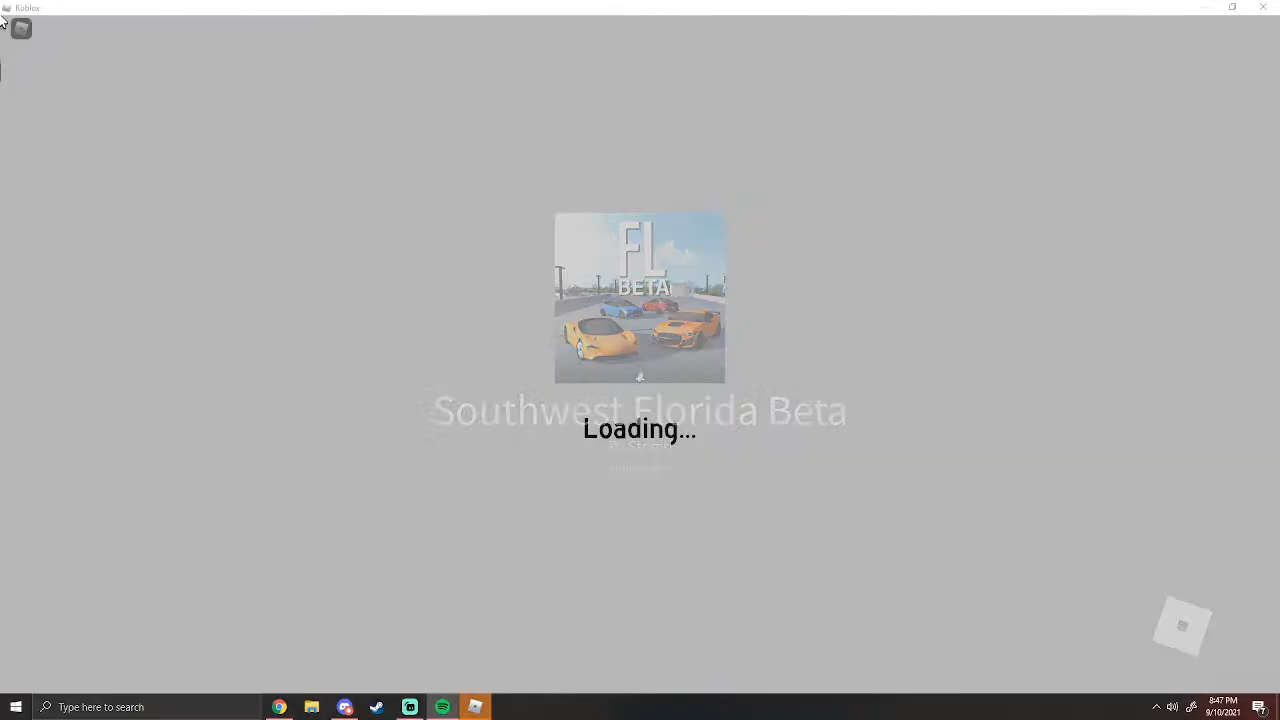 Roblox
FL
BETA
Southwest Florida Beta
Loading...
Type here to search
8:47 PM
9/10/2021